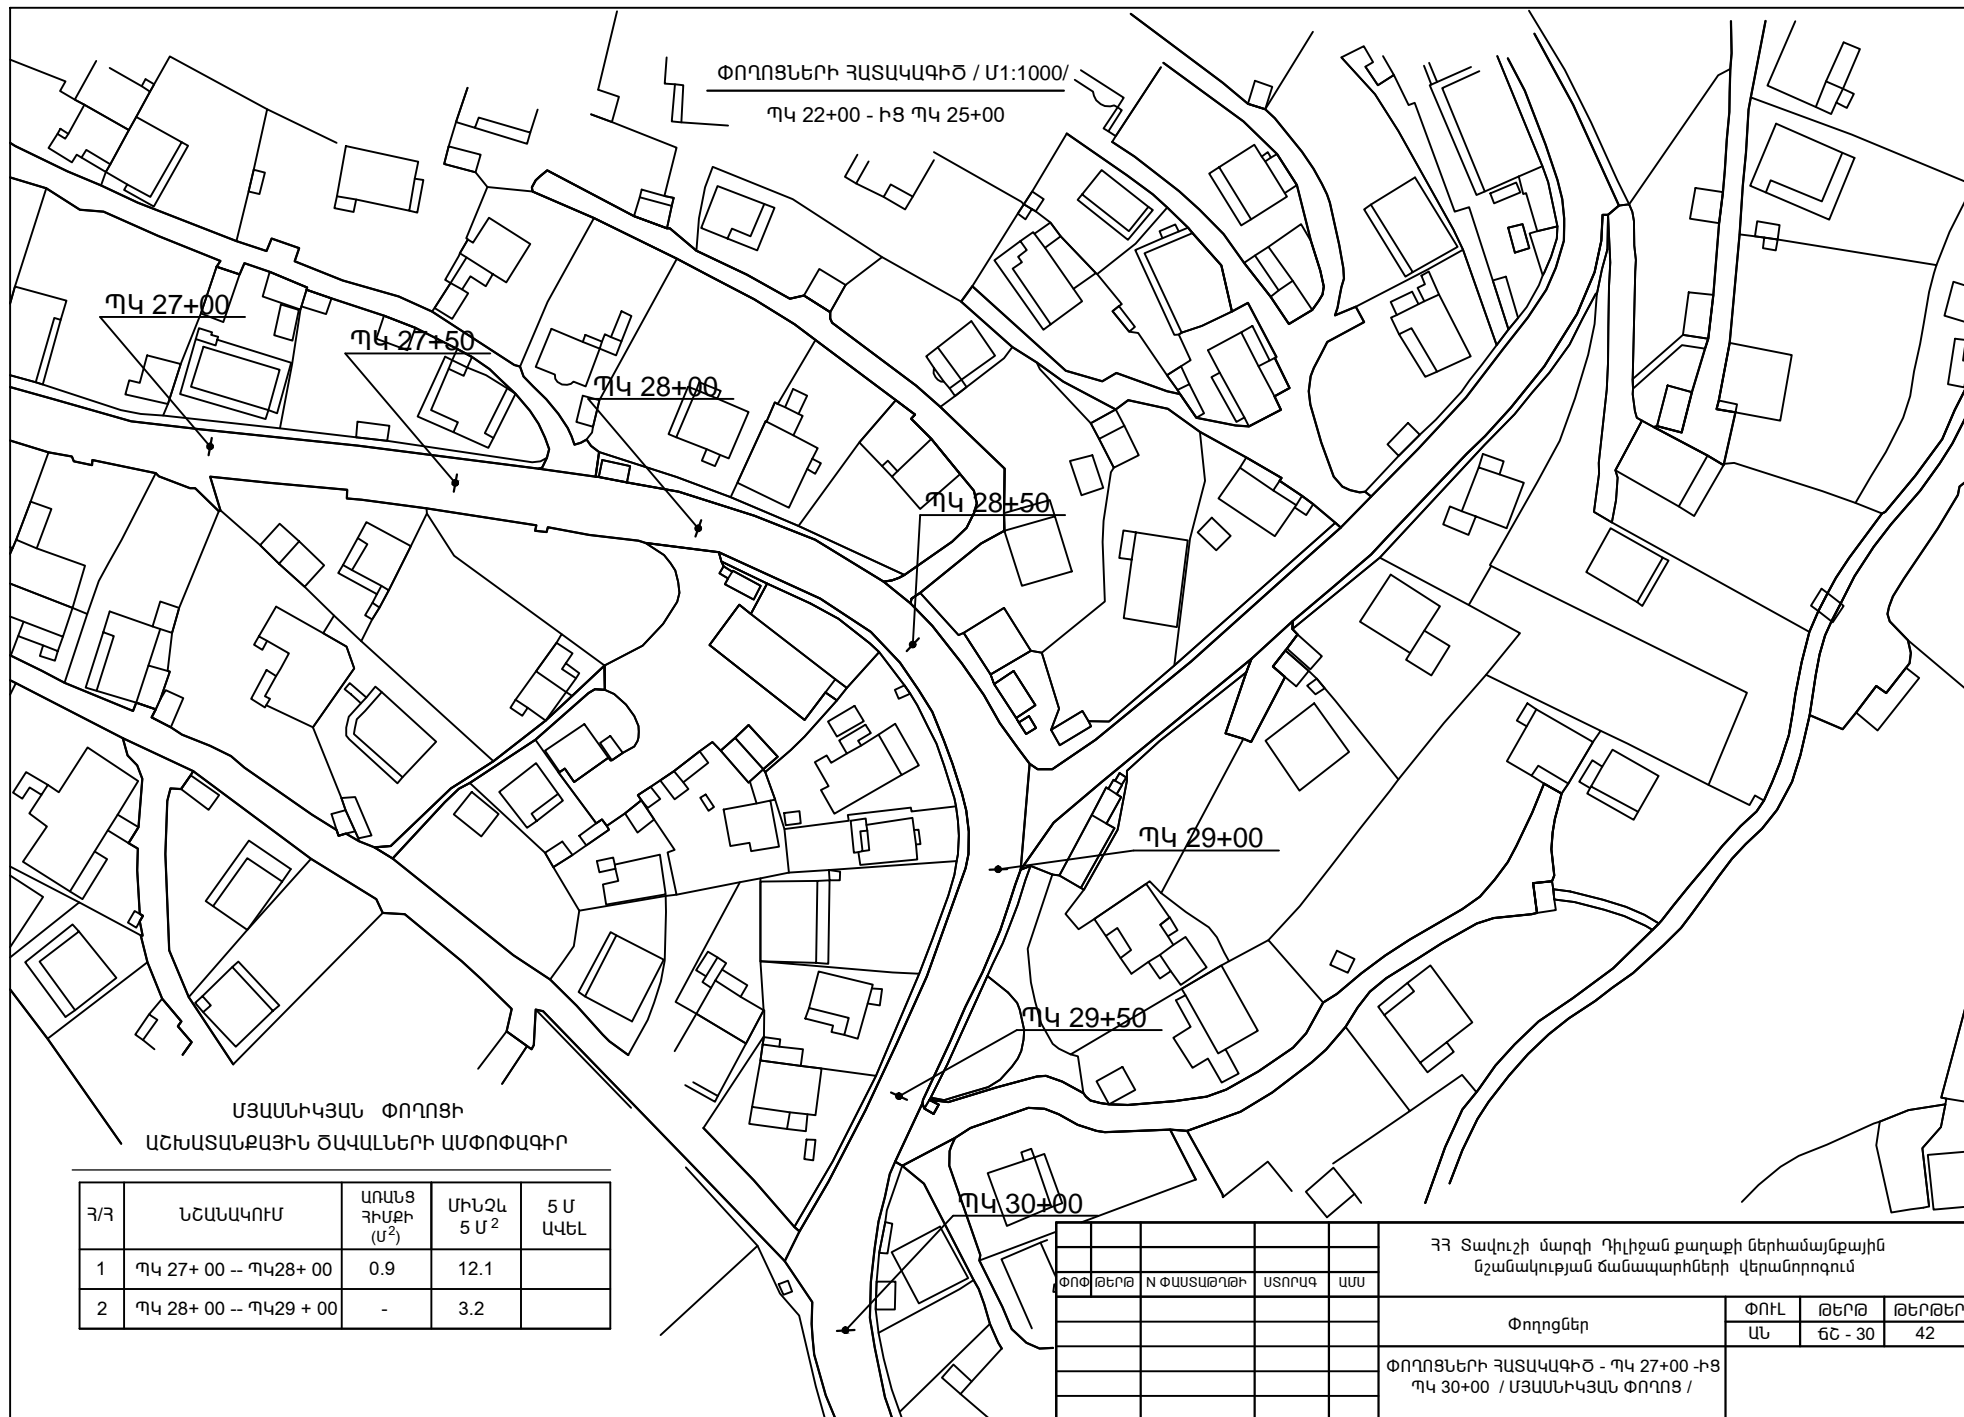 ՓՈՂՈՑՆԵՐԻ ՀԱՏԱԿԱԳԻԾ / Մ1:1000/
ՊԿ 22+00 - ԻՑ ՊԿ 25+00
ՊԿ 27+00
ՊԿ 27+50
ՊԿ 28+00
ՊԿ 28+50
ՊԿ 29+00
ՊԿ 29+50
ՊԿ 30+00
ՄՅԱՍՆԻԿՅԱՆ ՓՈՂՈՑԻ
ԱՇԽԱՏԱՆՔԱՅԻՆ ԾԱՎԱԼՆԵՐԻ ԱՄՓՈՓԱԳԻՐ
Հ/Հ ՆՇԱՆԱԿՈՒՄ ԱՌԱՆՑ ՀԻՄՔԻ (Մ²) ՄԻՆՉև 5 Մ² 5 Մ ԱՎԵԼ
1 ՊԿ 27+ 00 -- ՊԿ28+ 00 0.9 12.1
2 ՊԿ 28+ 00 -- ՊԿ29 + 00 - 3.2
ՀՀ Տավուշի մարզի Դիլիջան քաղաքի ներհամայնքային
նշանակության ճանապարհների վերանորոգում
ՓՈՓ ԹԵՐԹ N ՓԱՍՏԱԹՂԹԻ ՍՏՈՐԱԳ ԱՄՍ
Փողոցներ
ՓՈՒԼ ԹԵՐԹ ԹԵՐԹԵՐ
ԱՆ ՃՇ - 30 42
ՓՈՂՈՑՆԵՐԻ ՀԱՏԱԿԱԳԻԾ - ՊԿ 27+00 -ԻՑ
ՊԿ 30+00 / ՄՅԱՍՆԻԿՅԱՆ ՓՈՂՈՑ /